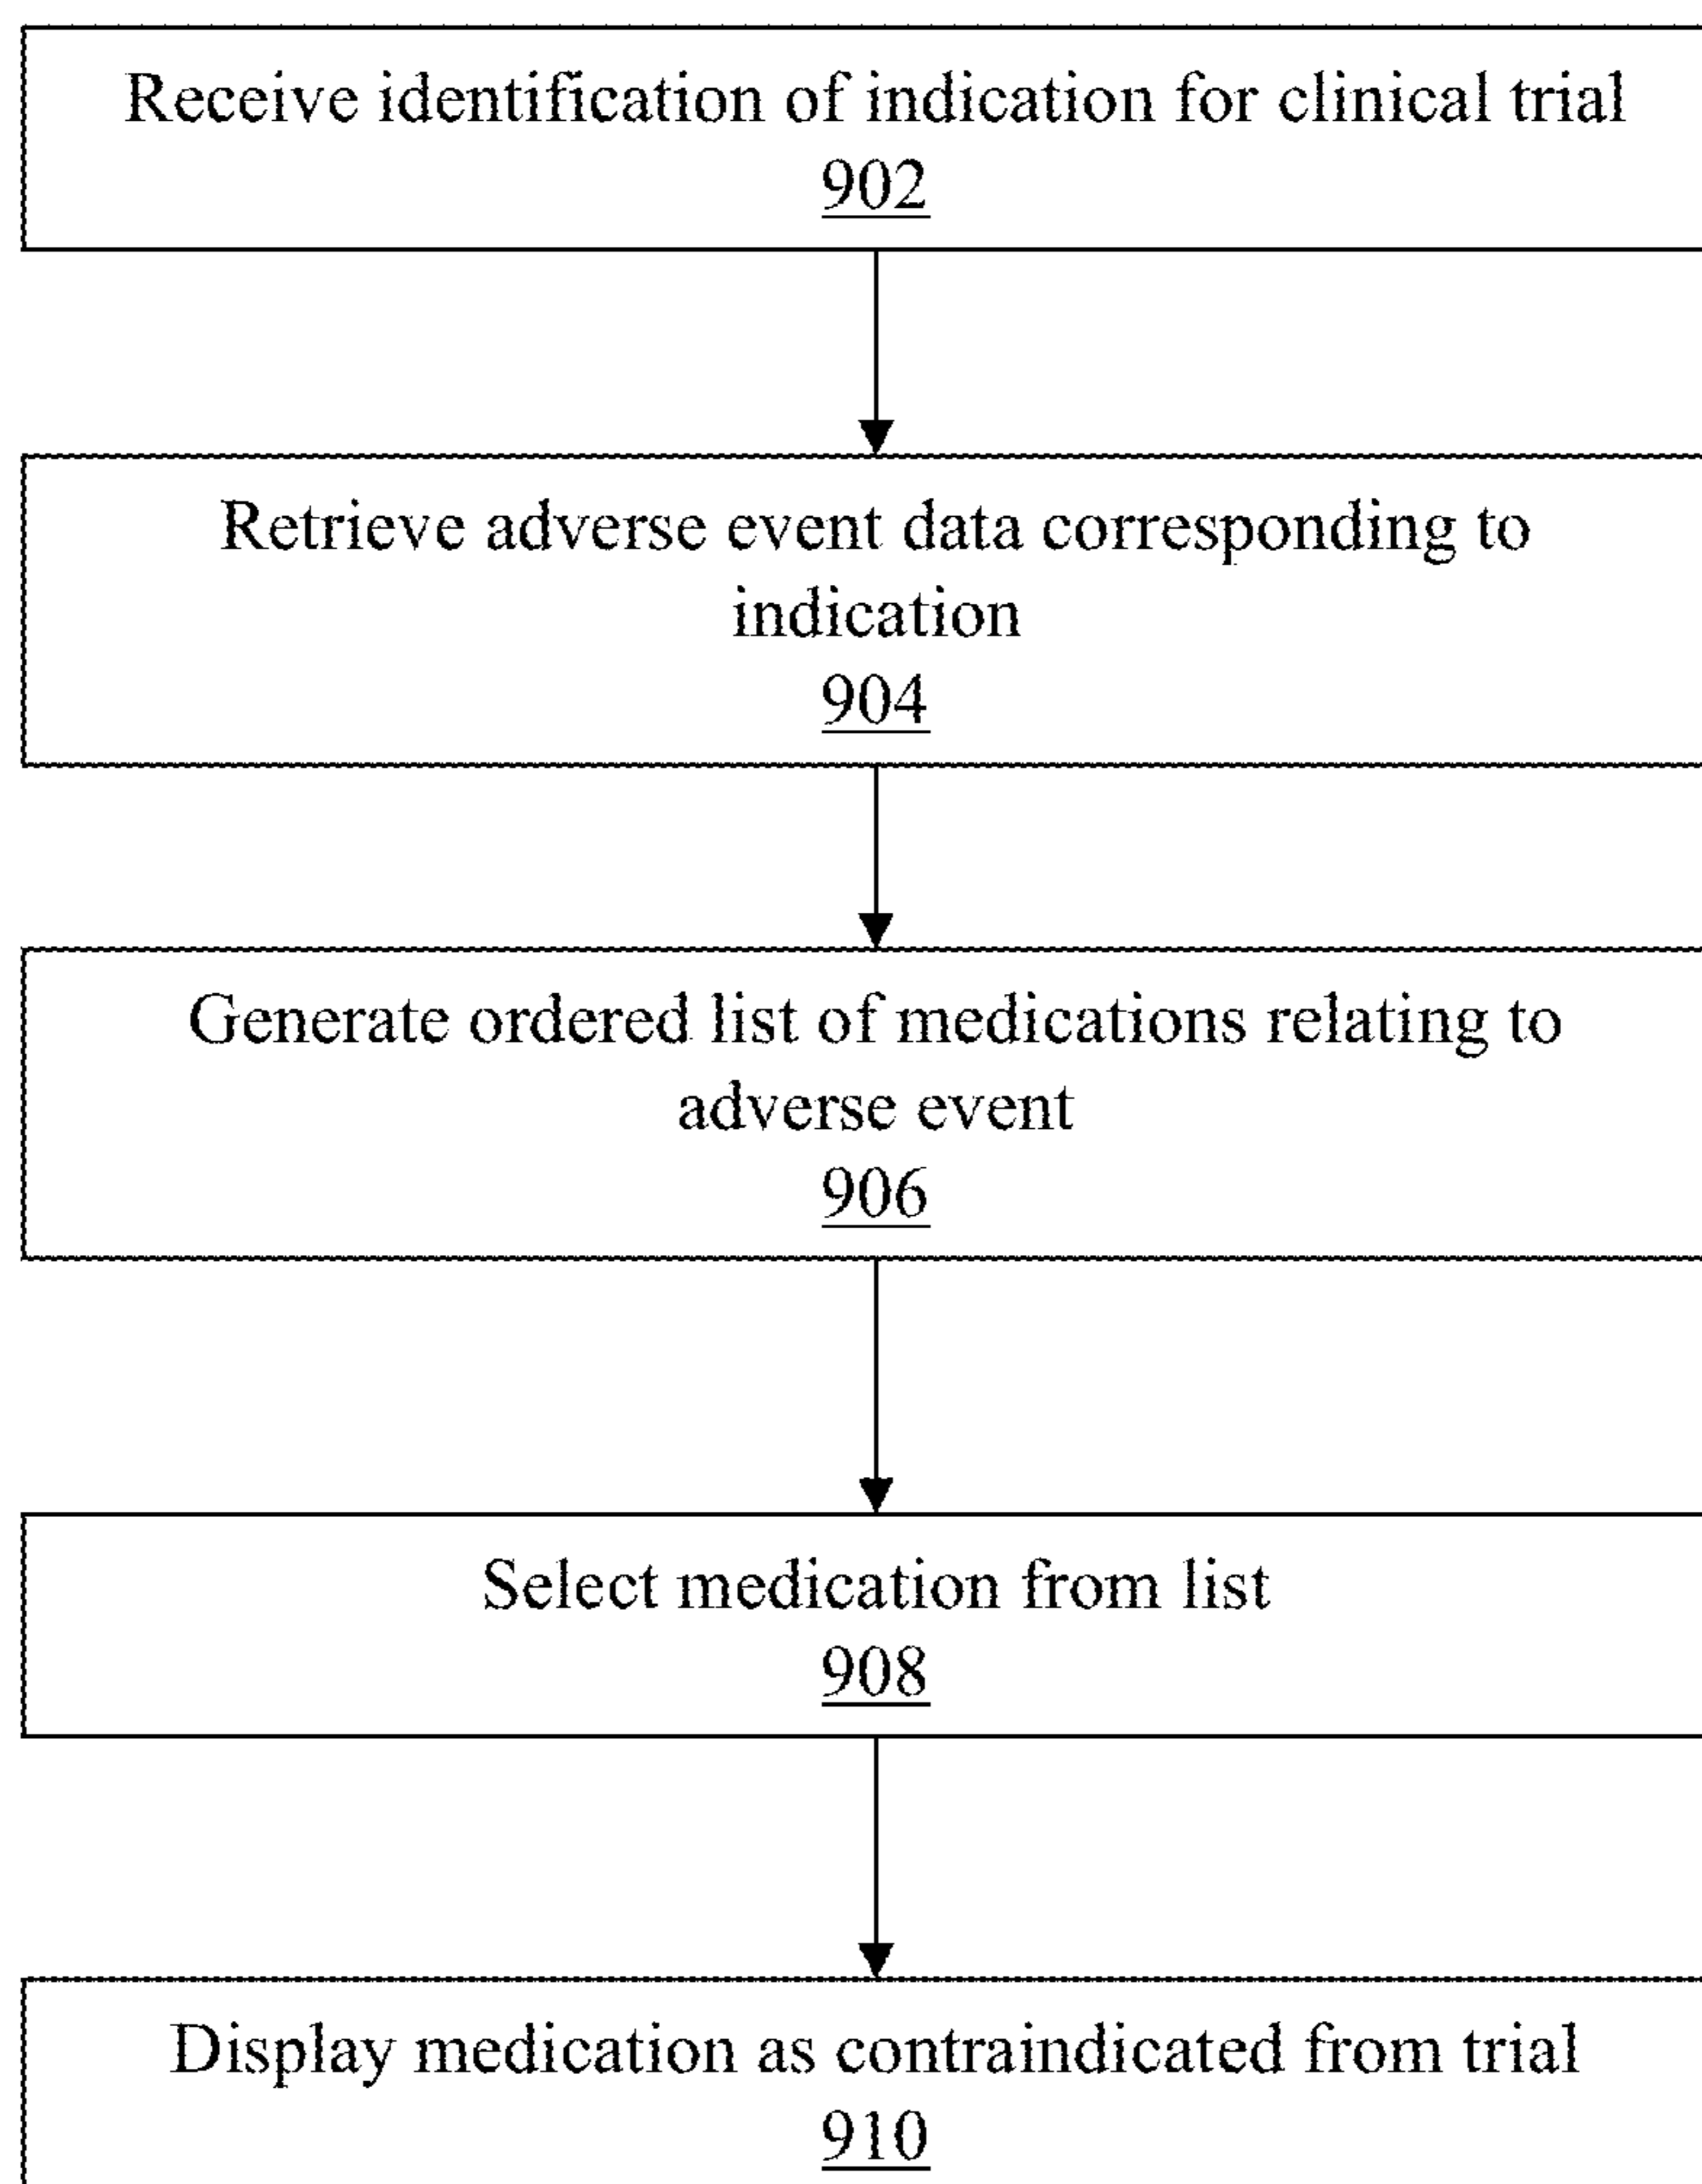 Receive identification of indication for clinical trial
902
Retrieve adverse event data corresponding to
indication
904
Generate ordered list of medications relating to
adverse event
906
Select medication from list
908
Display medication as contraindicated from trial
910